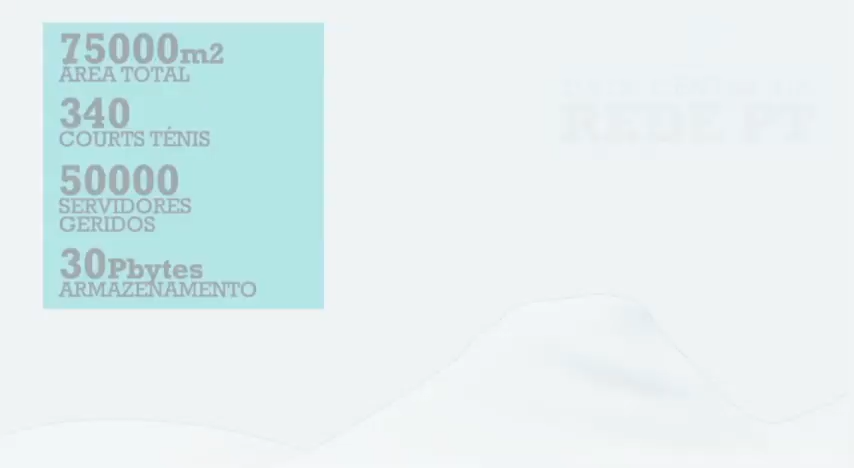 75000m2
ÁREA TOTAL
340
COURTS TÉNIS
50000
SERVIDORES
GERIDOS
30Pbytes
ARMAZENAMENTO
REDE PT